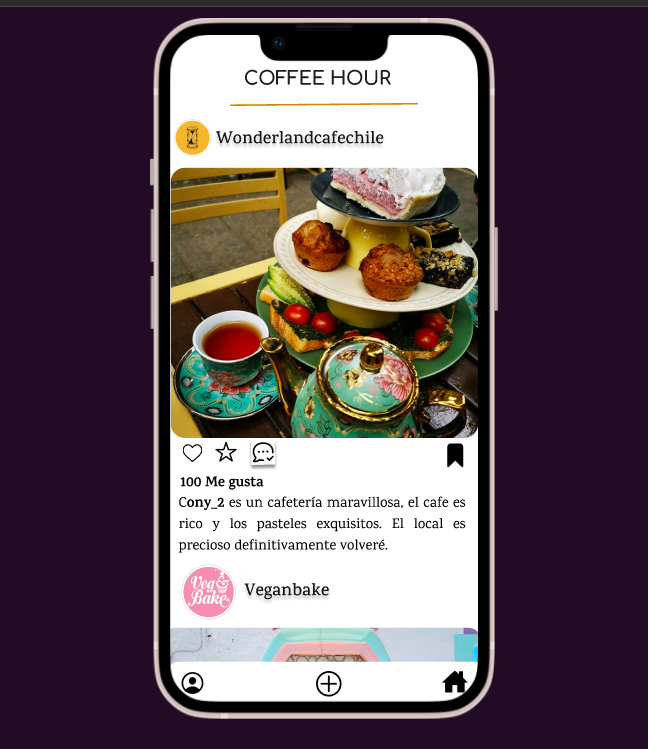 COFFEE HOUR
Wonderlandcafechile
100 Me gusta
Cony_2 es un cafetería maravillosa, el cafe es
rico y los pasteles exquisitos. El local es
precioso definitivamente volveré.
Veg&
Bake
Veganbake